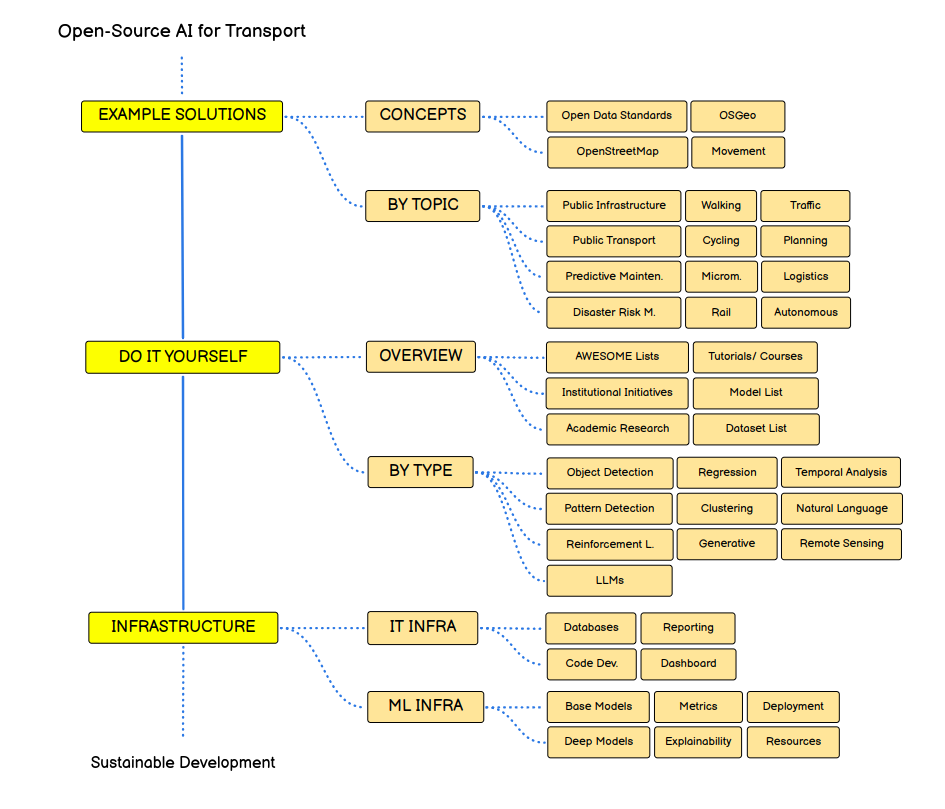 Open-Source AI for Transport
EXAMPLE SOLUTIONS
CONCEPTS
Open Data Standards
OSGeo
OpenStreetMap
Movement
BY TOPIC
Public Infrastructure
Walking
Traffic
Public Transport
Cycling
Planning
Predictive Mainten.
Microm.
Logistics
Disaster Risk M.
Rail
Autonomous
DO IT YOURSELF
OVERVIEW
AWESOME Lists
Tutorials/ Courses
Institutional Initiatives
Model List
Academic Research
Dataset List
BY TYPE
Object Detection
Regression
Temporal Analysis
Pattern Detection
Clustering
Natural Language
Reinforcement L.
Generative
Remote Sensing
LLMs
INFRASTRUCTURE
IT INFRA
Databases
Reporting
Code Dev.
Dashboard
ML INFRA
Base Models
Metrics
Deployment
Deep Models
Explainability
Resources
Sustainable Development